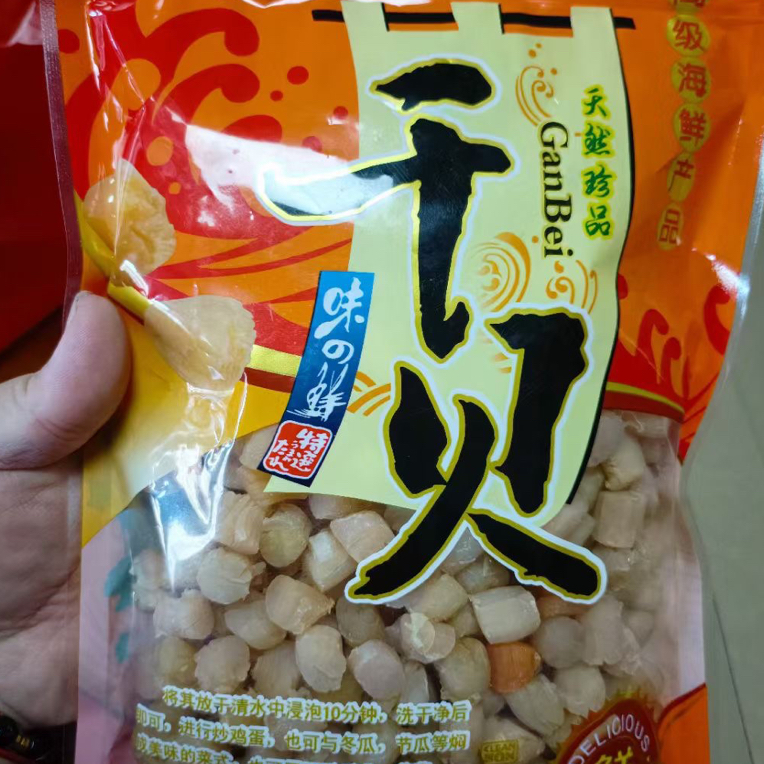 高级海鲜产品
天然珍品
GanBei
干贝
味の鲜
特选
将其放于清水中浸泡10分钟，洗干净后
即可，进行炒鸡蛋，也可与冬瓜，节瓜等焖
DELICIOUS